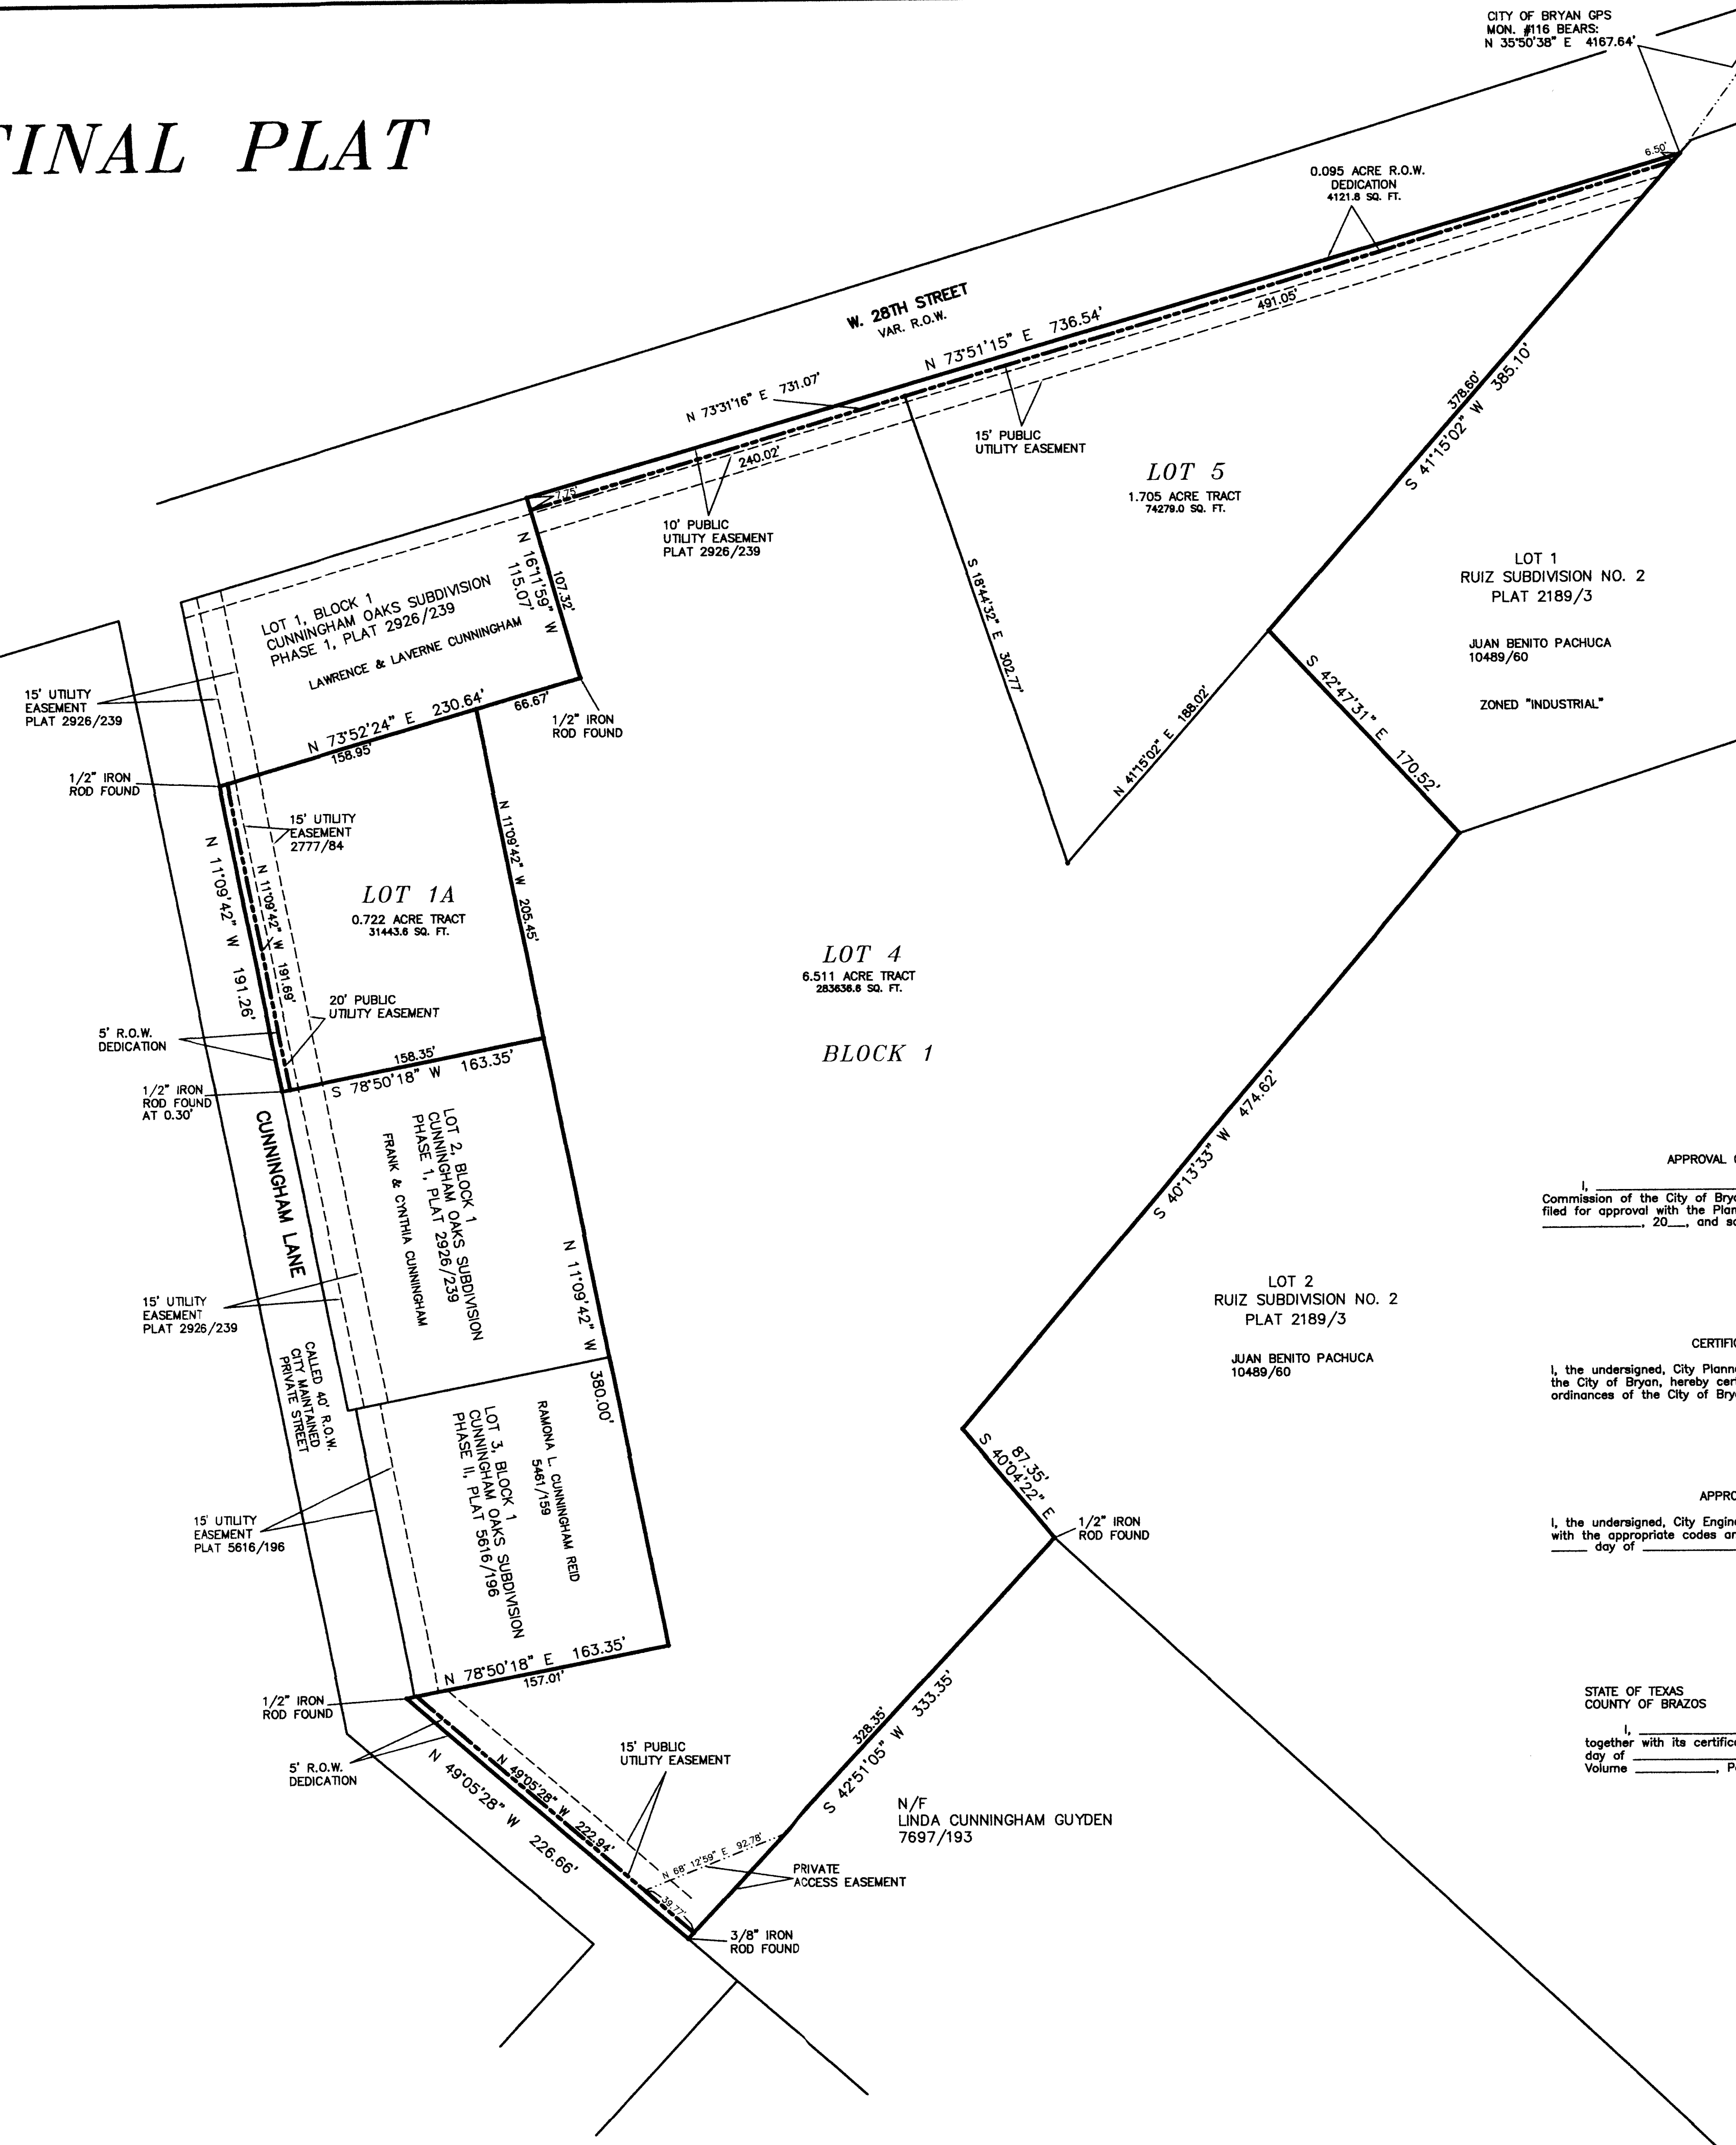 FINAL PLAT
CITY OF BRYAN GPS
MON. #116 BEARS:
N 35°50'38" E 4167.64'
6.50'
0.095 ACRE R.O.W.
DEDICATION
4121.8 SQ. FT.
W. 28TH STREET
VAR. R.O.W.
N 73°51'15" E 736.54'
491.05'
N 73°31'16" E 731.07'
240.02'
7.75'
15' PUBLIC
UTILITY EASEMENT
10' PUBLIC
UTILITY EASEMENT
PLAT 2926/239
LOT 5
1.705 ACRE TRACT
74279.0 SQ. FT.
378.60'
S 41°15'02" W 385.10'
LOT 1
RUIZ SUBDIVISION NO. 2
PLAT 2189/3
JUAN BENITO PACHUCA
10489/60
ZONED "INDUSTRIAL"
N 16°11'59" W
115.07'
107.32'
S 18°44'32" E 302.77'
N 41°15'02" E 188.02'
S 42°47'31" E 170.52'
LOT 1, BLOCK 1
CUNNINGHAM OAKS SUBDIVISION
PHASE 1, PLAT 2926/239
LAWRENCE & LAVERNE CUNNINGHAM
15' UTILITY
EASEMENT
PLAT 2926/239
N 73°52'24" E 230.64'
158.95'
66.67'
1/2" IRON
ROD FOUND
1/2" IRON
ROD FOUND
15' UTILITY
EASEMENT
2777/84
N 11°09'42" W 191.26'
N 11°09'42" W 191.69'
N 11°09'42" W 205.45'
LOT 1A
0.722 ACRE TRACT
31443.6 SQ. FT.
LOT 4
6.511 ACRE TRACT
283636.6 SQ. FT.
BLOCK 1
20' PUBLIC
UTILITY EASEMENT
5' R.O.W.
DEDICATION
158.35'
S 78°50'18" W 163.35'
1/2" IRON
ROD FOUND
AT 0.30'
CUNNINGHAM LANE
LOT 2, BLOCK 1
CUNNINGHAM OAKS SUBDIVISION
PHASE 1, PLAT 2926/239
FRANK & CYNTHIA CUNNINGHAM
N 11°09'42" W 380.00'
S 40°13'33" W 474.62'
15' UTILITY
EASEMENT
PLAT 2926/239
CALLED 40' R.O.W.
CITY MAINTAINED
PRIVATE STREET
LOT 2
RUIZ SUBDIVISION NO. 2
PLAT 2189/3
JUAN BENITO PACHUCA
10489/60
RAMONA L. CUNNINGHAM REID
5461/159
LOT 3, BLOCK 1
CUNNINGHAM OAKS SUBDIVISION
PHASE II, PLAT 5616/196
15' UTILITY
EASEMENT
PLAT 5616/196
87.35'
S 40°04'22" E
1/2" IRON
ROD FOUND
N 78°50'18" E 163.35'
157.01'
1/2" IRON
ROD FOUND
5' R.O.W.
DEDICATION
N 49°05'28" W 226.66'
N 49°05'28" W 222.94'
15' PUBLIC
UTILITY EASEMENT
328.35'
S 42°51'05" W 333.35'
N 68°12'59" E 92.78'
39.77'
PRIVATE
ACCESS EASEMENT
N/F
LINDA CUNNINGHAM GUYDEN
7697/193
3/8" IRON
ROD FOUND
APPROVAL
I,
Commission of the City of
filed for approval with the
, 20__, and
I, the undersigned, City
the City of Bryan, hereby
ordinances of the City of
I, the undersigned, City
with the appropriate codes
day of
STATE OF TEXAS
COUNTY OF BRAZOS
I,
together with its
day of
Volume ,